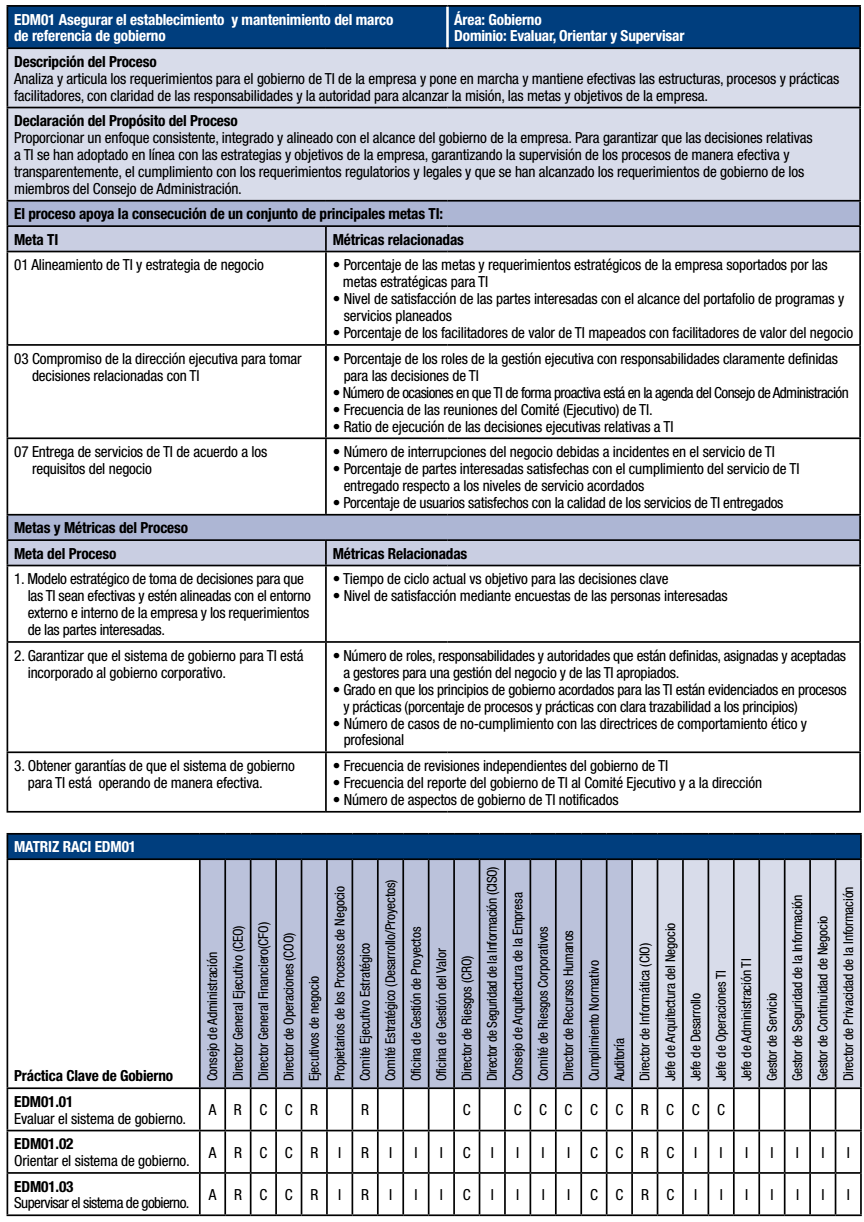 EDM01 Asegurar el establecimiento y mantenimiento del marco
de referencia de gobierno
Área: Gobierno
Dominio: Evaluar, Orientar y Supervisar
Descripción del Proceso
Analiza y articula los requerimientos para el gobierno de TI de la empresa y pone en marcha y mantiene efectivas las estructuras, procesos y prácticas
facilitadores, con claridad de las responsabilidades y la autoridad para alcanzar la misión, las metas y objetivos de la empresa.
Declaración del Propósito del Proceso
Proporcionar un enfoque consistente, integrado y alineado con el alcance del gobierno de la empresa. Para garantizar que las decisiones relativas
a TI se han adoptado en línea con las estrategias y objetivos de la empresa, garantizando la supervisión de los procesos de manera efectiva y
transparentemente, el cumplimiento con los requerimientos regulatorios y legales y que se han alcanzado los requerimientos de gobierno de los
miembros del Consejo de Administración.
El proceso apoya la consecución de un conjunto de principales metas TI:
Meta TI
Métricas relacionadas
01 Alineamiento de TI y estrategia de negocio
• Porcentaje de las metas y requerimientos estratégicos de la empresa soportados por las
metas estratégicas para TI
• Nivel de satisfacción de las partes interesadas con el alcance del portafolio de programas y
servicios planeados
• Porcentaje de los facilitadores de valor de TI mapeados con facilitadores de valor del negocio
03 Compromiso de la dirección ejecutiva para tomar
decisiones relacionadas con TI
• Porcentaje de los roles de la gestión ejecutiva con responsabilidades claramente definidas
para las decisiones de TI
• Número de ocasiones en que TI de forma proactiva está en la agenda del Consejo de Administración
• Frecuencia de las reuniones del Comité (Ejecutivo) de TI.
• Ratio de ejecución de las decisiones ejecutivas relativas a TI
07 Entrega de servicios de TI de acuerdo a los
requisitos del negocio
• Número de interrupciones del negocio debidas a incidentes en el servicio de TI
• Porcentaje de partes interesadas satisfechas con el cumplimiento del servicio de TI
entregado respecto a los niveles de servicio acordados
• Porcentaje de usuarios satisfechos con la calidad de los servicios de TI entregados
Metas y Métricas del Proceso
Meta del Proceso
Métricas Relacionadas
1. Modelo estratégico de toma de decisiones para que
las TI sean efectivas y estén alineadas con el entorno
externo e interno de la empresa y los requerimientos
de las partes interesadas.
• Tiempo de ciclo actual vs objetivo para las decisiones clave
• Nivel de satisfacción mediante encuestas de las personas interesadas
2. Garantizar que el sistema de gobierno para TI está
incorporado al gobierno corporativo.
• Número de roles, responsabilidades y autoridades que están definidas, asignadas y aceptadas
a gestores para una gestión del negocio y de las TI apropiados.
• Grado en que los principios de gobierno acordados para las TI están evidenciados en procesos
y prácticas (porcentaje de procesos y prácticas con clara trazabilidad a los principios)
• Número de casos de no-cumplimiento con las directrices de comportamiento ético y
profesional
3. Obtener garantías de que el sistema de gobierno
para TI está operando de manera efectiva.
• Frecuencia de revisiones independientes del gobierno de TI
• Frecuencia del reporte del gobierno de TI al Comité Ejecutivo y a la dirección
• Número de aspectos de gobierno de TI notificados
MATRIZ RACI EDM01
Práctica Clave de Gobierno
Consejo de Administración
Director General Ejecutivo (CEO)
Director General Financiero(CFO)
Director de Operaciones (COO)
Ejecutivos de negocio
Propietarios de los Procesos de Negocio
Comité Ejecutivo Estratégico
Comité Estratégico (Desarrollo/Proyectos)
Oficina de Gestión de Proyectos
Oficina de Gestión del Valor
Director de Riesgos (CRO)
Director de Seguridad de la Información (CISO)
Consejo de Arquitectura de la Empresa
Comité de Riesgos Corporativos
Director de Recursos Humanos
Cumplimiento Normativo
Auditoría
Director de Informática (CIO)
Jefe de Arquitectura del Negocio
Jefe de Desarrollo
Jefe de Operaciones TI
Jefe de Administración TI
Gestor de Servicio
Gestor de Seguridad de la Información
Gestor de Continuidad de Negocio
Director de Privacidad de la Información
EDM01.01
Evaluar el sistema de gobierno.
A R C C R R C C C C C C R C C C
EDM01.02
Orientar el sistema de gobierno.
A R C C R I R I I I C I I I I C C R C I I I I I I I
EDM01.03
Supervisar el sistema de gobierno.
A R C C R I R I I I C I I I I C C R C I I I I I I I